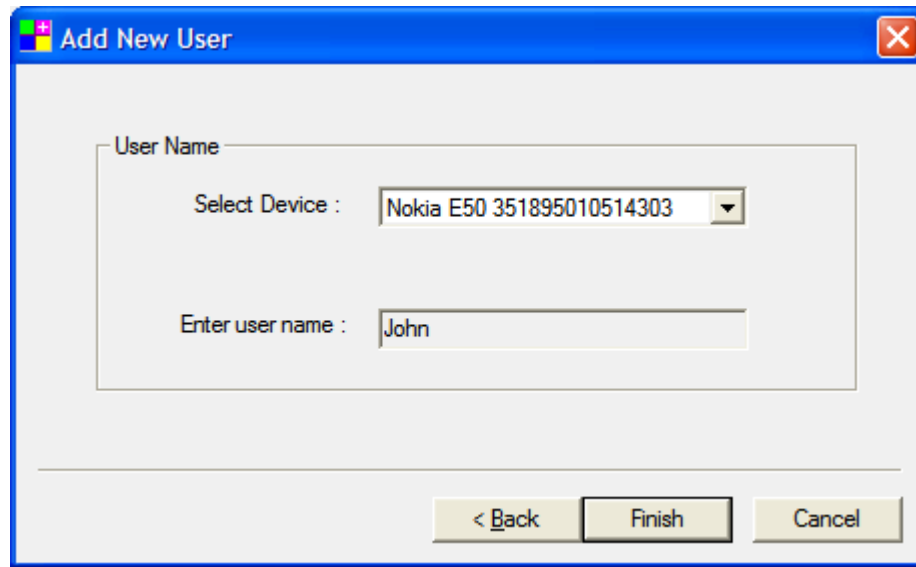 Add New User
User Name
Select Device : Nokia E50 351895010514303
Enter user name : John
< Back Finish Cancel